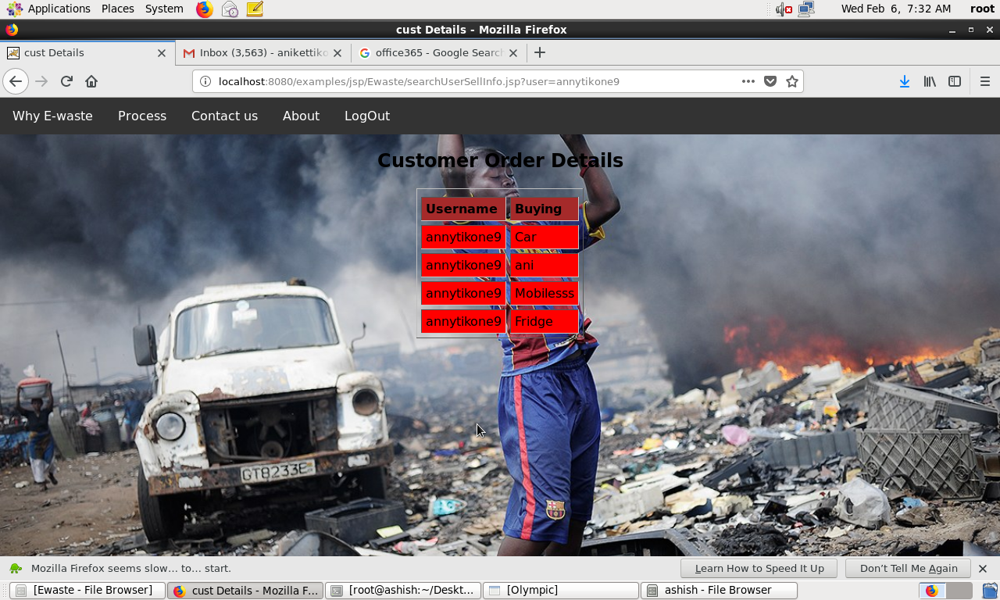 Applications Places System Wed Feb 6, 7:32 AM root
cust Details - Mozilla Firefox
cust Details Inbox (3,563) - anikettiko office365 - Google Search
localhost:8080/examples/jsp/Ewaste/searchUserSellInfo.jsp?user=annytikone9
Why E-waste Process Contact us About LogOut
Customer Order Details
Username Buying
annytikone9 Car
annytikone9 ani
annytikone9 Mobilesss
annytikone9 Fridge
GT8233E
Mozilla Firefox seems slow... to... start. Learn How to Speed It Up Don't Tell Me Again
[Ewaste - File Browser] cust Details - Mozilla F... [root@ashish:~/Deskt... [Olympic] ashish - File Browser